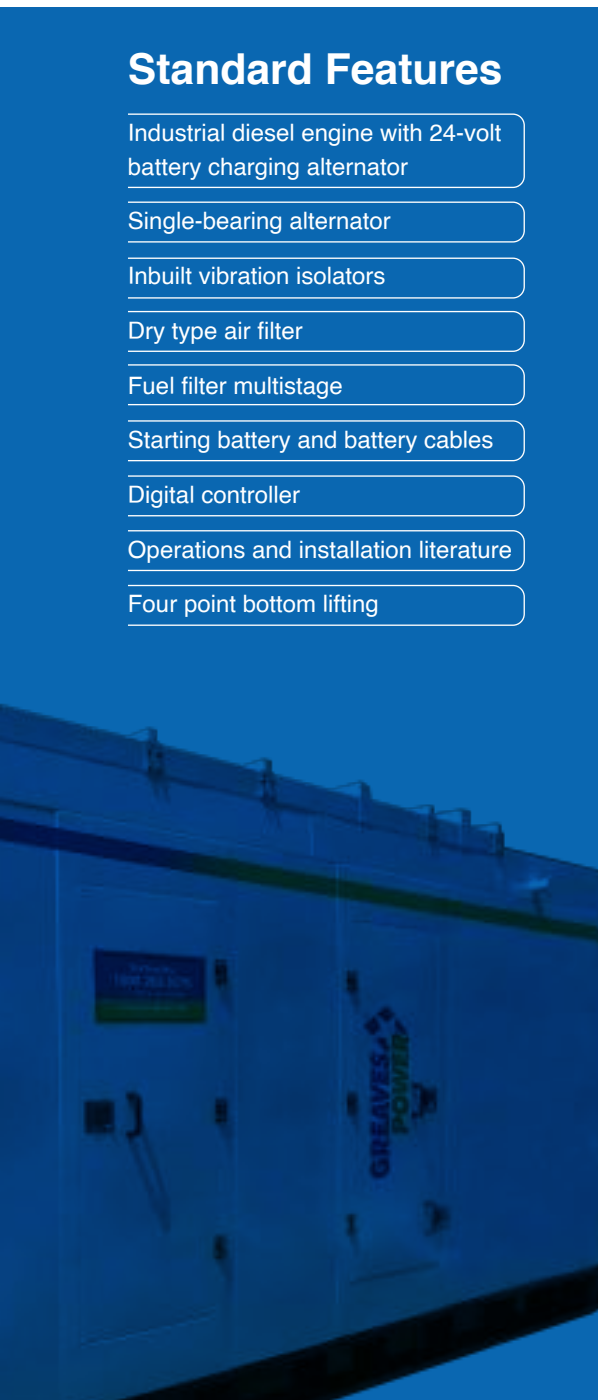 Standard Features
Industrial diesel engine with 24-volt
battery charging alternator
Single-bearing alternator
Inbuilt vibration isolators
Dry type air filter
Fuel filter multistage
Starting battery and battery cables
Digital controller
Operations and installation literature
Four point bottom lifting
GREAVES
POWER